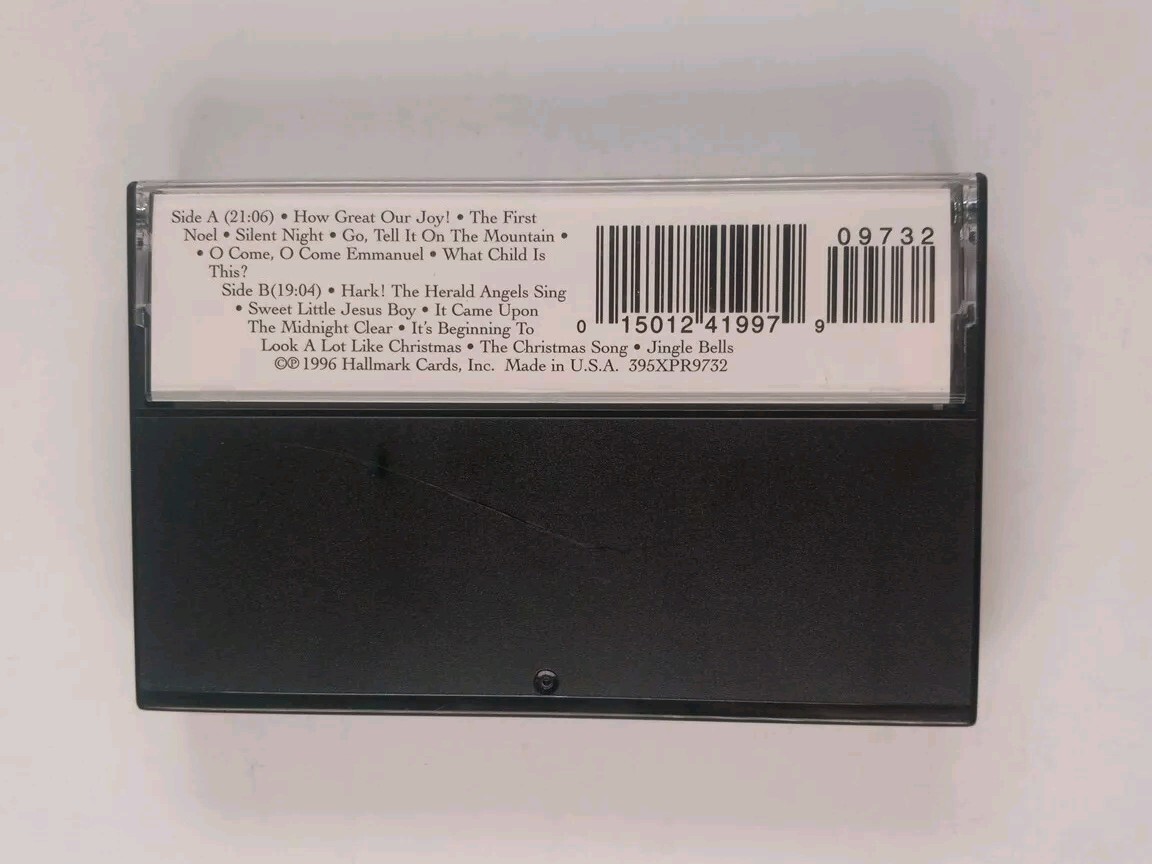 Side A (21:06) • How Great Our Joy! • The First
Noel • Silent Night • Go, Tell It On The Mountain •
• O Come, O Come Emmanuel • What Child Is
This?
Side B(19:04) • Hark! The Herald Angels Sing
• Sweet Little Jesus Boy • It Came Upon
The Midnight Clear • It's Beginning To
Look A Lot Like Christmas • The Christmas Song • Jingle Bells
©℗ 1996 Hallmark Cards, Inc. Made in U.S.A. 395XPR9732
0 15012 41997 9
09732